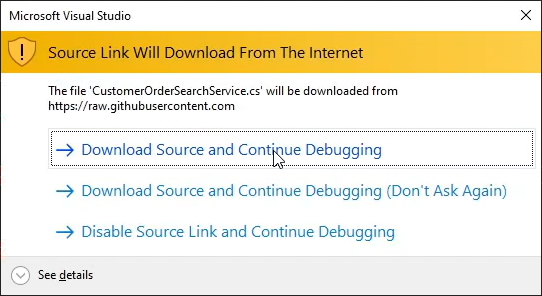 Microsoft Visual Studio
Source Link Will Download From The Internet
The file 'CustomerOrderSearchService.cs' will be downloaded from
https://raw.githubusercontent.com
Download Source and Continue Debugging
Download Source and Continue Debugging (Don't Ask Again)
Disable Source Link and Continue Debugging
See details